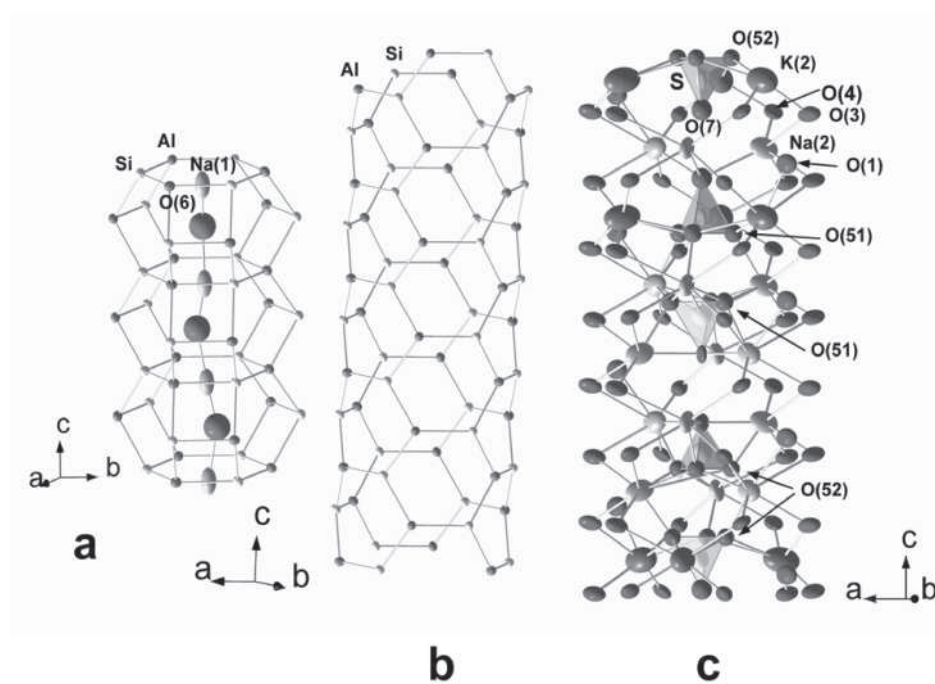 Al
Si
Na(1)
O(6)
c
a
b
a
Al
Si
c
a
b
b
O(52)
K(2)
S
O(4)
O(3)
O(7)
Na(2)
O(1)
O(51)
O(51)
O(52)
c
a
b
c